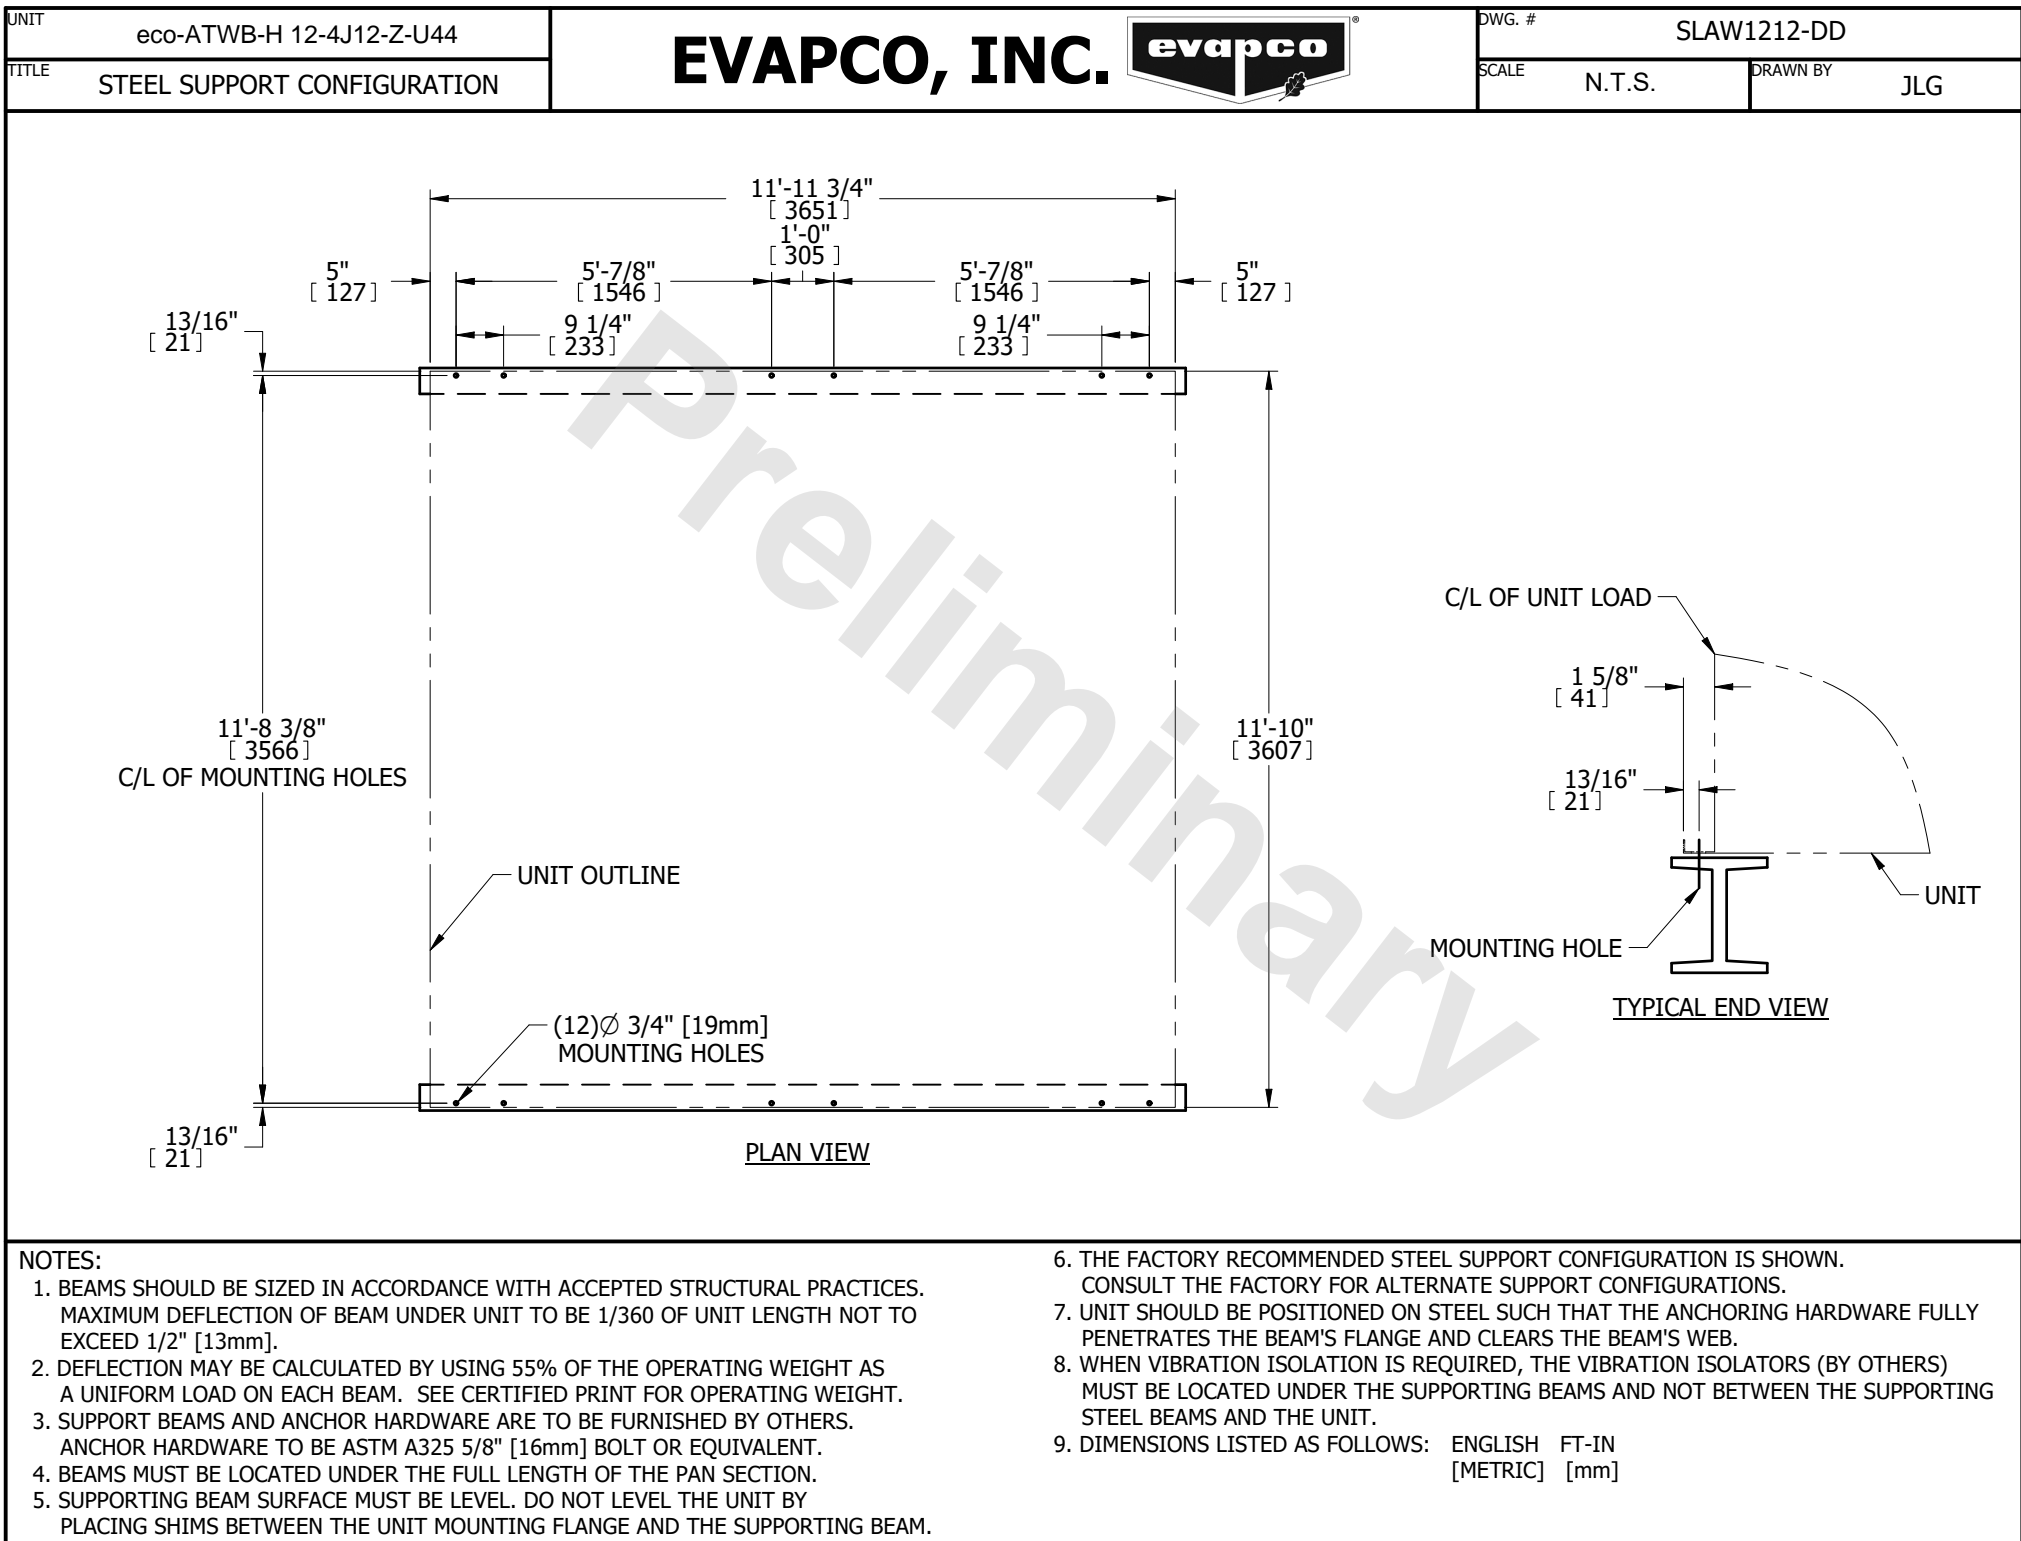 UNIT
eco-ATWB-H 12-4J12-Z-U44
TITLE
STEEL SUPPORT CONFIGURATION
EVAPCO, INC.
evapco
®
DWG. #
SLAW1212-DD
SCALE
N.T.S.
DRAWN BY
JLG
11'-11 3/4"
[ 3651]
1'-0"
[ 305 ]
5"
[ 127]
5'-7/8"
[ 1546 ]
5'-7/8"
[ 1546 ]
5"
[ 127 ]
13/16"
[ 21]
9 1/4"
[ 233]
9 1/4"
[ 233 ]
Preliminary
11'-8 3/8"
[ 3566]
C/L OF MOUNTING HOLES
11'-10"
[ 3607]
UNIT OUTLINE
(12)∅ 3/4" [19mm]
MOUNTING HOLES
13/16"
[ 21]
PLAN VIEW
C/L OF UNIT LOAD
1 5/8"
[ 41]
13/16"
[ 21]
UNIT
MOUNTING HOLE
TYPICAL END VIEW
NOTES:
1. BEAMS SHOULD BE SIZED IN ACCORDANCE WITH ACCEPTED STRUCTURAL PRACTICES.
MAXIMUM DEFLECTION OF BEAM UNDER UNIT TO BE 1/360 OF UNIT LENGTH NOT TO
EXCEED 1/2" [13mm].
2. DEFLECTION MAY BE CALCULATED BY USING 55% OF THE OPERATING WEIGHT AS
A UNIFORM LOAD ON EACH BEAM. SEE CERTIFIED PRINT FOR OPERATING WEIGHT.
3. SUPPORT BEAMS AND ANCHOR HARDWARE ARE TO BE FURNISHED BY OTHERS.
ANCHOR HARDWARE TO BE ASTM A325 5/8" [16mm] BOLT OR EQUIVALENT.
4. BEAMS MUST BE LOCATED UNDER THE FULL LENGTH OF THE PAN SECTION.
5. SUPPORTING BEAM SURFACE MUST BE LEVEL. DO NOT LEVEL THE UNIT BY
PLACING SHIMS BETWEEN THE UNIT MOUNTING FLANGE AND THE SUPPORTING BEAM.
6. THE FACTORY RECOMMENDED STEEL SUPPORT CONFIGURATION IS SHOWN.
CONSULT THE FACTORY FOR ALTERNATE SUPPORT CONFIGURATIONS.
7. UNIT SHOULD BE POSITIONED ON STEEL SUCH THAT THE ANCHORING HARDWARE FULLY
PENETRATES THE BEAM'S FLANGE AND CLEARS THE BEAM'S WEB.
8. WHEN VIBRATION ISOLATION IS REQUIRED, THE VIBRATION ISOLATORS (BY OTHERS)
MUST BE LOCATED UNDER THE SUPPORTING BEAMS AND NOT BETWEEN THE SUPPORTING
STEEL BEAMS AND THE UNIT.
9. DIMENSIONS LISTED AS FOLLOWS: ENGLISH FT-IN
[METRIC] [mm]